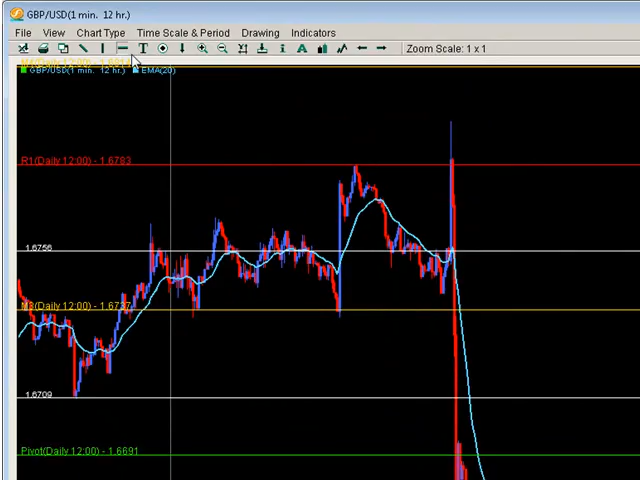 GBP/USD(1 min.  12 hr.)
File View Chart Type Time Scale & Period Drawing Indicators
T A Zoom Scale: 1 x 1
GBP/USD(1 min.  12 hr.) EMA(20)
R1(Daily 12:00) - 1.6783
1.6756
M3(Daily 12:00) - 1.6737
1.6709
Pivot(Daily 12:00) - 1.6691